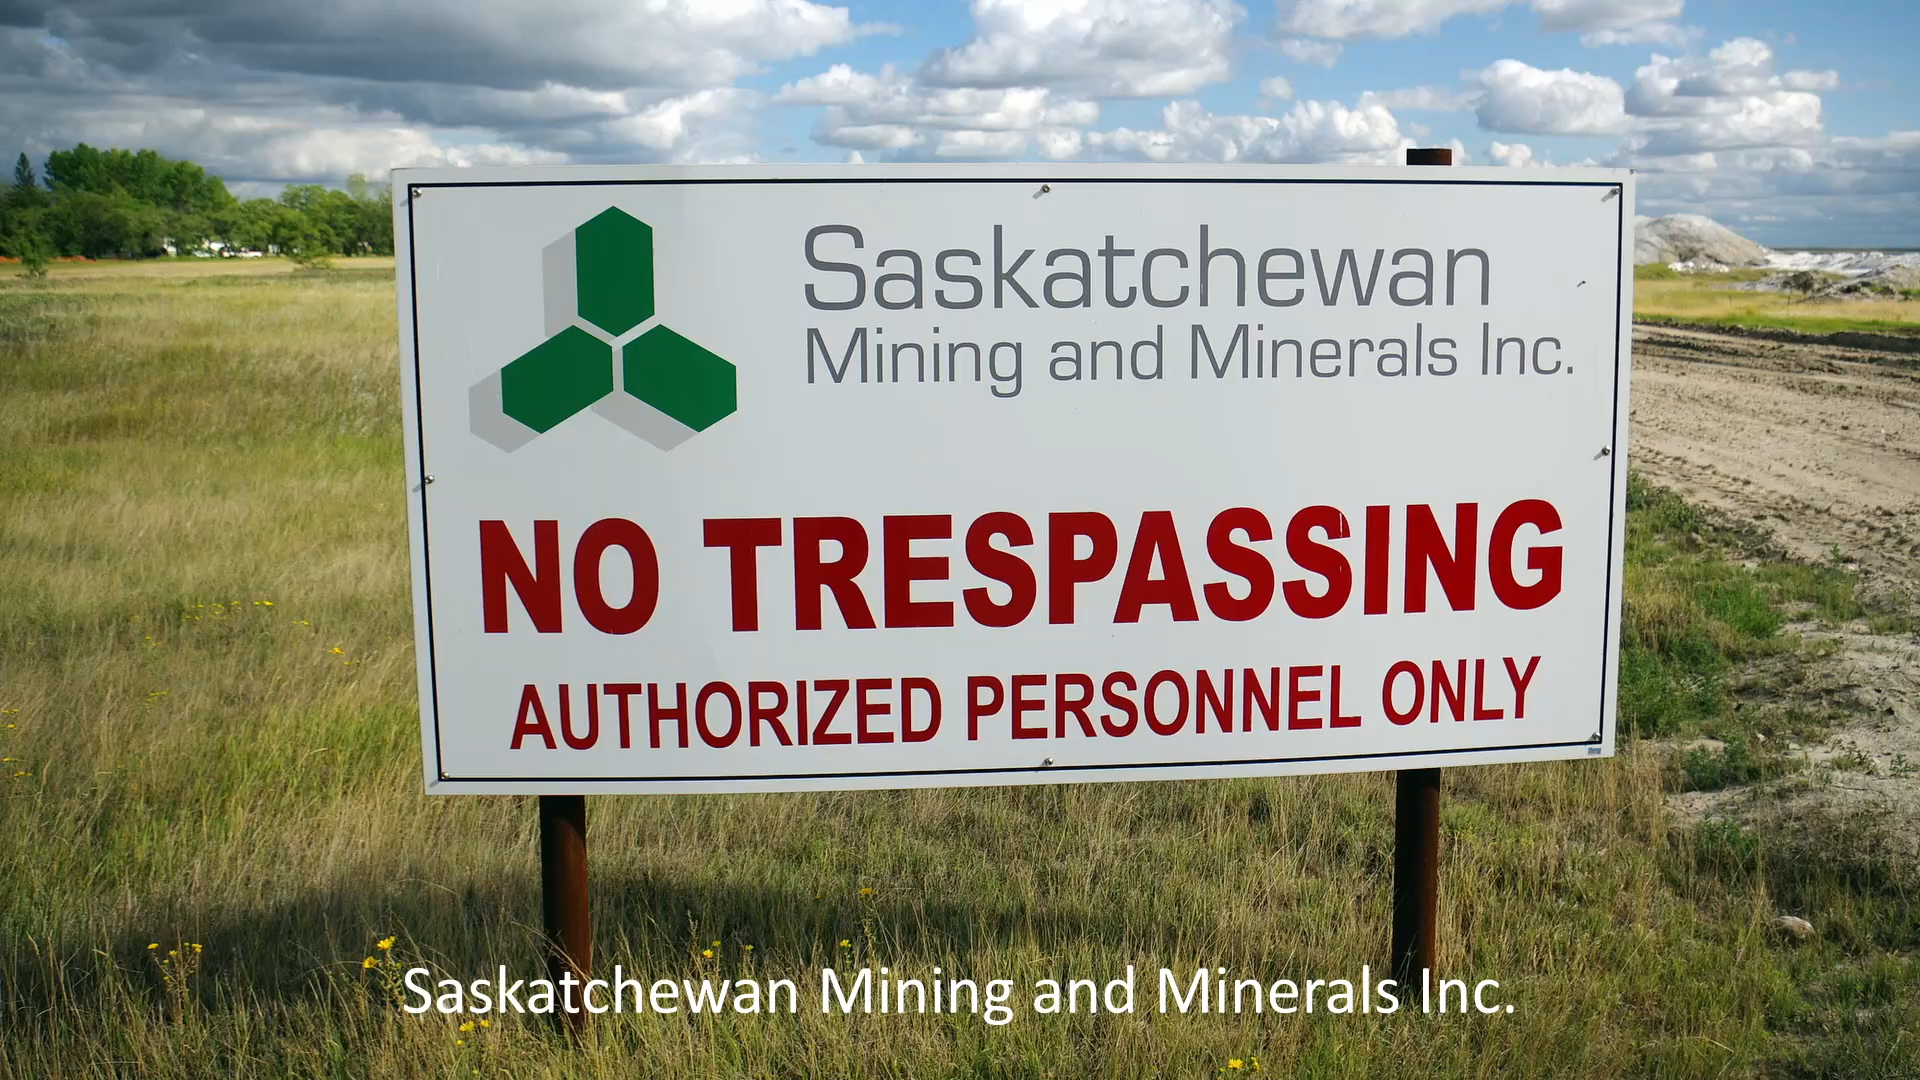 Saskatchewan
Mining and Minerals Inc.
NO TRESPASSING
AUTHORIZED PERSONNEL ONLY
Saskatchewan Mining and Minerals Inc.